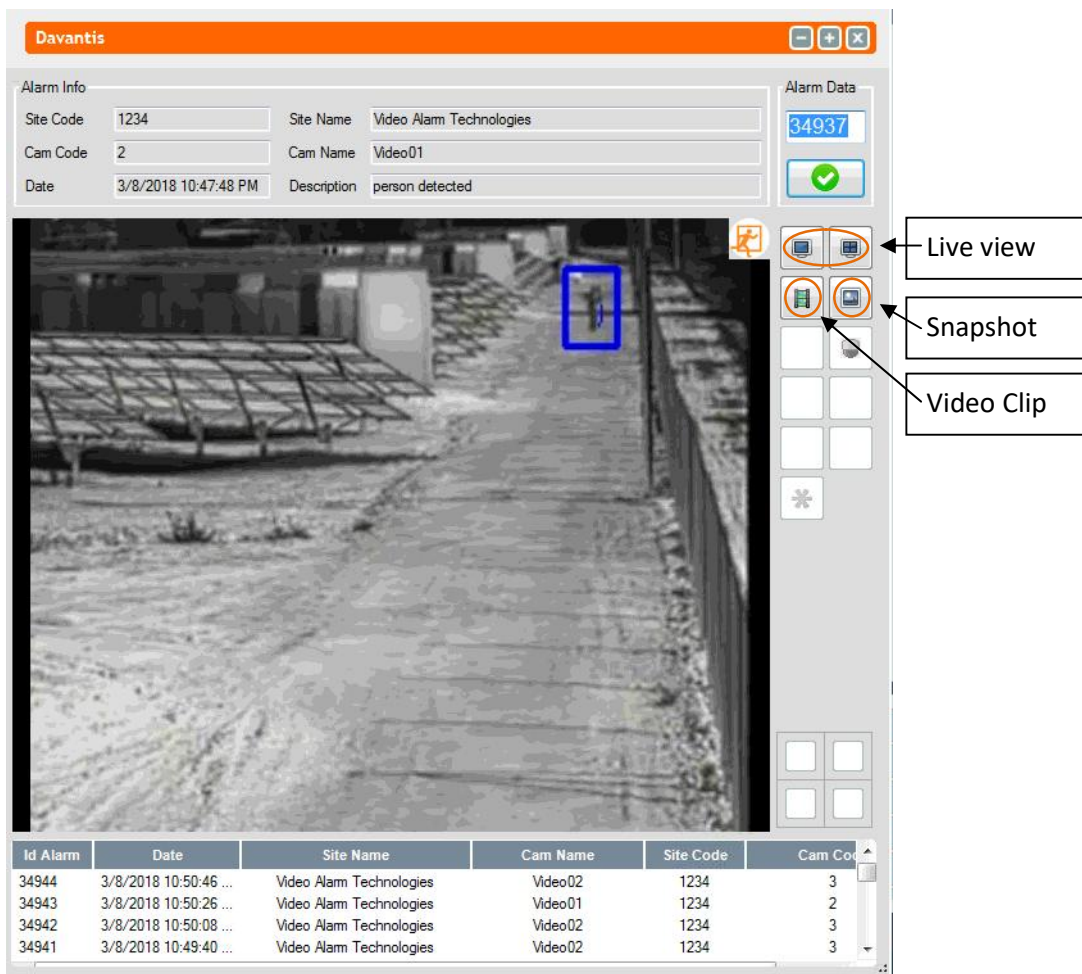 Davantis
Alarm Info
Alarm Data
Site Code 1234 Site Name Video Alarm Technologies
34937
Cam Code 2 Cam Name Video01
Date 3/8/2018 10:47:48 PM Description person detected
Live view
Snapshot
Video Clip
Id Alarm Date Site Name Cam Name Site Code Cam Co
34944 3/8/2018 10:50:46 ... Video Alarm Technologies Video02 1234 3
34943 3/8/2018 10:50:26 ... Video Alarm Technologies Video01 1234 2
34942 3/8/2018 10:50:08 ... Video Alarm Technologies Video02 1234 3
34941 3/8/2018 10:49:40 ... Video Alarm Technologies Video02 1234 3